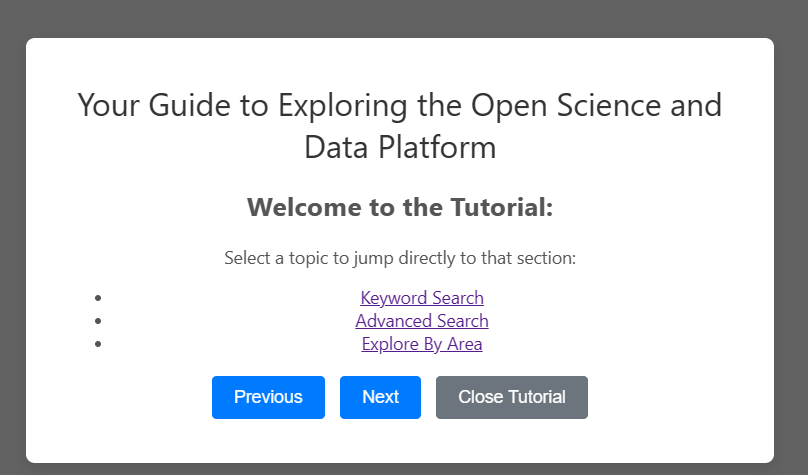 Your Guide to Exploring the Open Science and
Data Platform
Welcome to the Tutorial:
Select a topic to jump directly to that section:
Keyword Search
Advanced Search
Explore By Area
Previous Next Close Tutorial